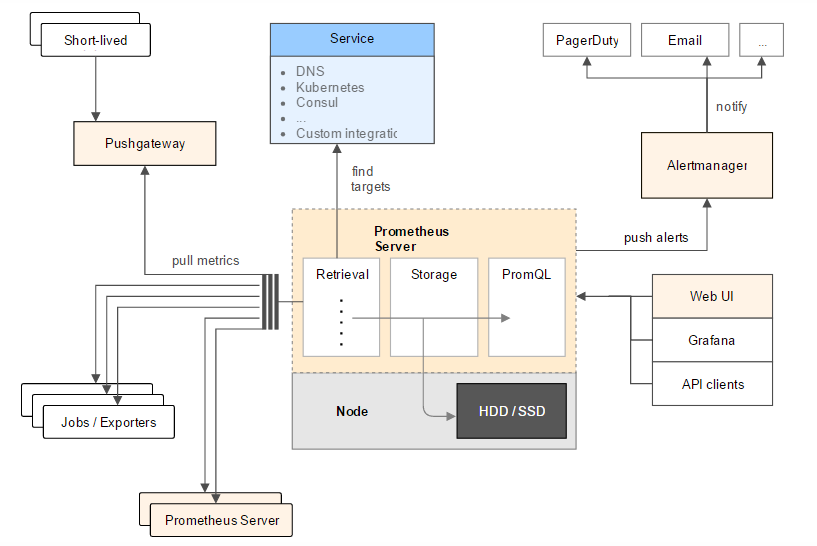 Short-lived
Pushgateway
Service
• DNS
• Kubernetes
• Consul
• ...
• Custom integratic
PagerDuty
Email
...
notify
Alertmanager
find
targets
push alerts
pull metrics
Prometheus
Server
Retrieval
Storage
PromQL
Web UI
Grafana
API clients
Node
HDD / SSD
Jobs / Exporters
Prometheus Server